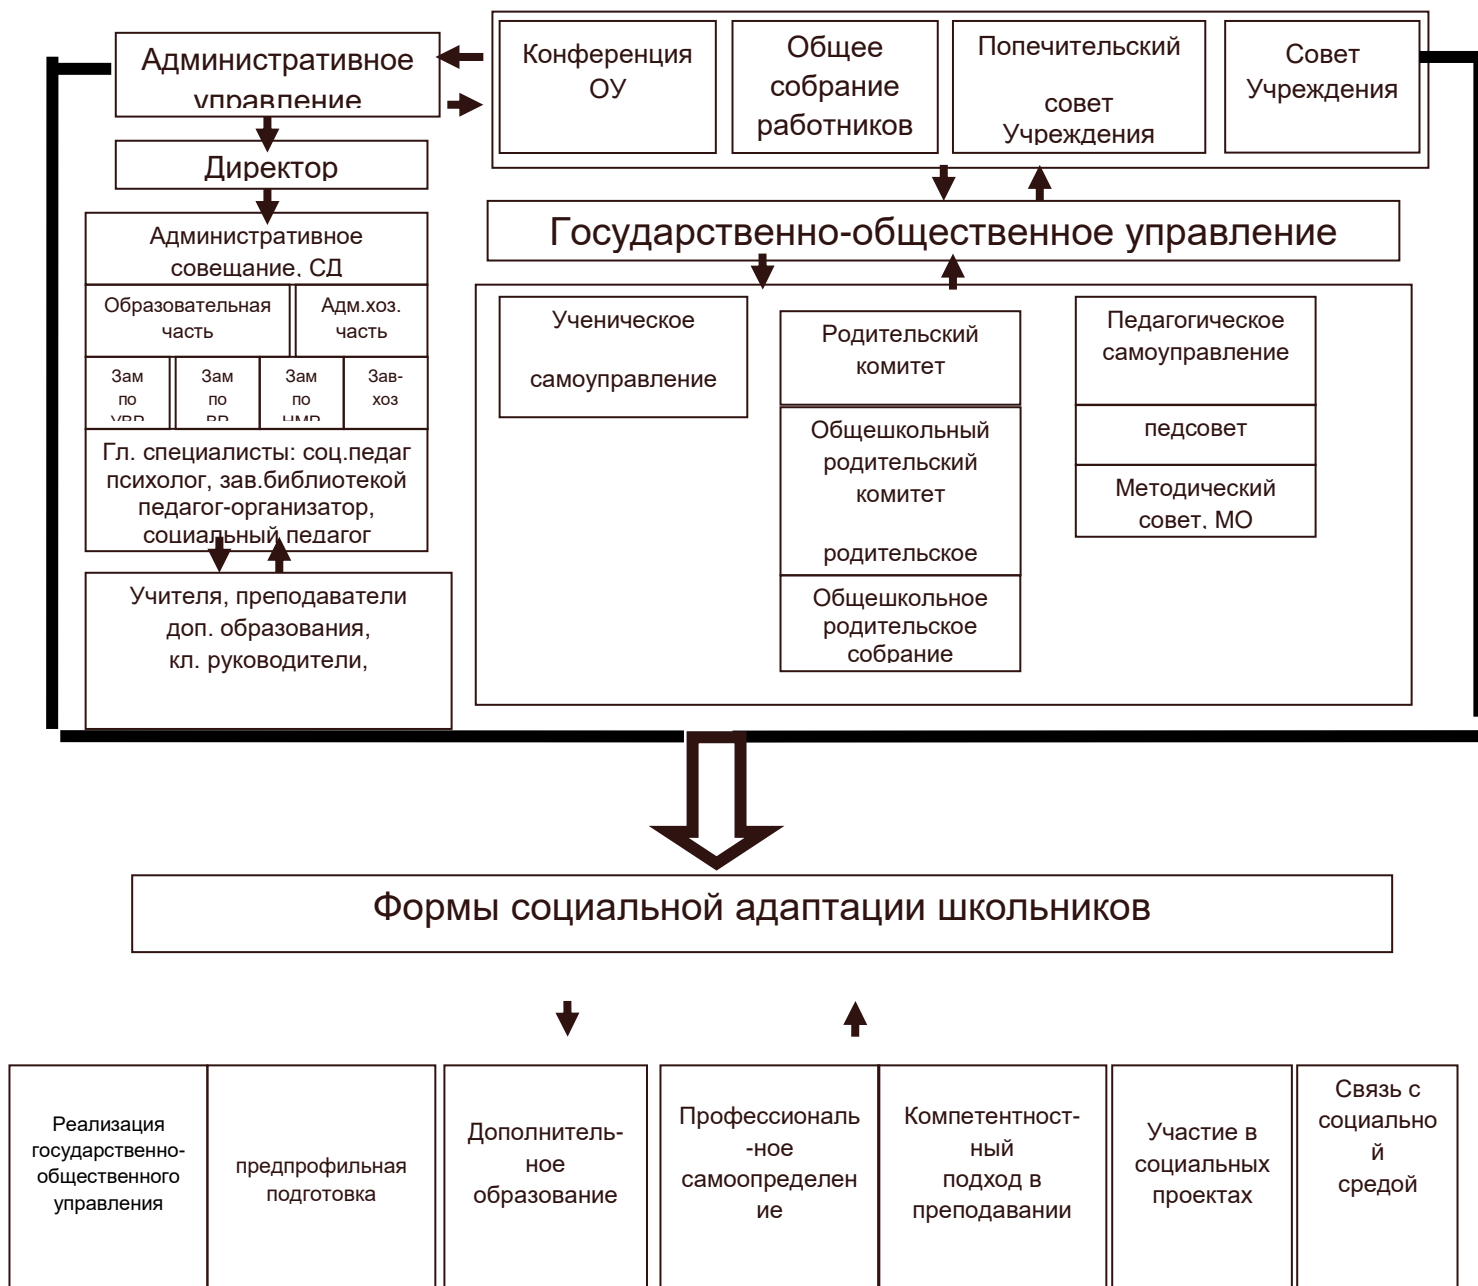 Административное
управление
Конференция
ОУ
Общее
собрание
работников
Попечительский
совет
Учреждения
Совет
Учреждения
Директор
Государственно-общественное управление
Административное
совещание, СД
Образовательная
часть
Адм.хоз.
часть
Зам
по
УВР
Зам
по
ВР
Зам
по
НМР
Зав-
хоз
Гл. специалисты: соц.педаг
психолог, зав.библиотекой
педагог-организатор,
социальный педагог
Учителя, преподаватели
доп. образования,
кл. руководители,
Ученическое
самоуправление
Родительский
комитет
Общешкольный
родительский
комитет
родительское
Общешкольное
родительское
собрание
Педагогическое
самоуправление
педсовет
Методический
совет, МО
Формы социальной адаптации школьников
Реализация
государственно-
общественного
управления
предпрофильная
подготовка
Дополнитель-
ное
образование
Профессиональ
-ное
самоопределен
ие
Компетентност-
ный
подход в
преподавании
Участие в
социальных
проектах
Связь с
социально
й
средой